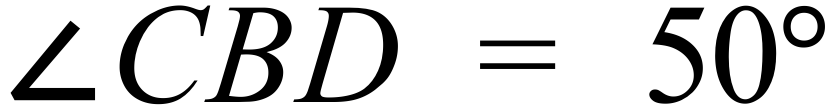 ∠ CBD = 50°